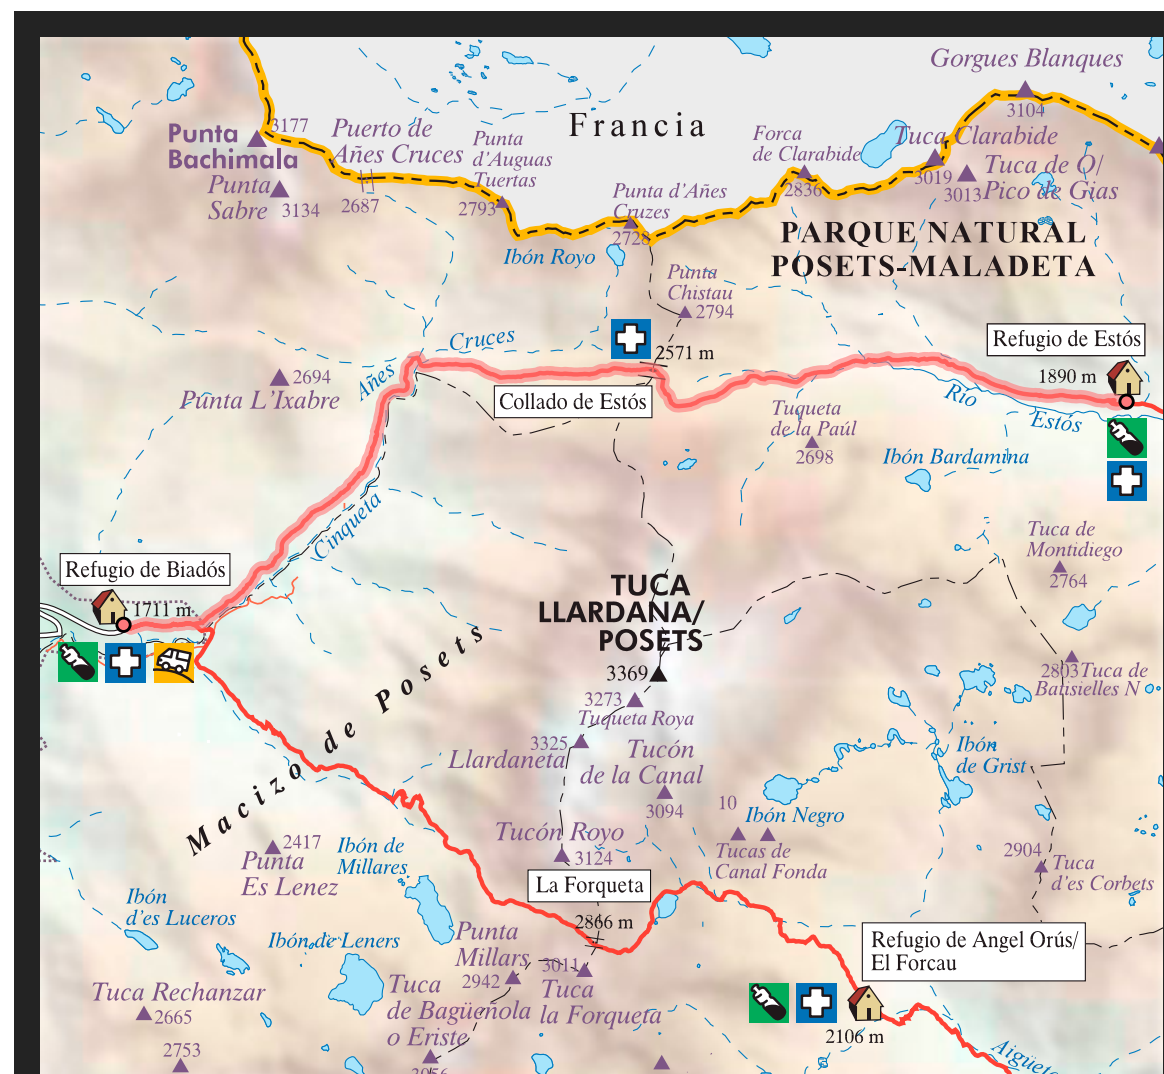 Gorgues Blanques
3104
Francia
Punta
Bachimala
3177
Puerto de
Añes Cruces
2687
Punta
d'Auguas
Tuertas
2793
Forca
de Clarabide
2836
Tuca Clarabide
3019
3013
Tuca de O/
Pico de Gias
Punta
Sabre
3134
Punta d'Añes
Cruzes
2728
Ibón Royo
PARQUE NATURAL
POSETS-MALADETA
Punta
Chistau
2794
Cruces
2571 m
Refugio de Estós
1890 m
2694
Punta L'Ixabre
Añes
Collado de Estós
Río
Estós
Tuqueta
de la Paúl
2698
Ibón Bardamina
Cinqueta
Tuca de
Montidiego
2764
Refugio de Biadós
1711 m
TUCA
LLARDANA/
POSETS
3369
Macizo de Posets
2803
Tuca de
Batisielles N
3273
Tuqueta Roya
3325
Llardaneta
Tucón
de la Canal
3094
Ibón
de Grist
10
Ibón Negro
Tucas de
Canal Fonda
Tucón Royo
3124
2417
Punta
Es Lenez
Ibón de
Millares
2904
Tuca
d'es Corbets
La Forqueta
2866 m
Ibón
d'es Luceros
Ibón de Leners
Punta
Millars
2942
3011
Tuca
la Forqueta
Refugio de Angel Orús/
El Forcau
2106 m
Tuca Rechanzar
2665
Tuca
de Bagüenola
o Eriste
3056
2753
Aigüeta